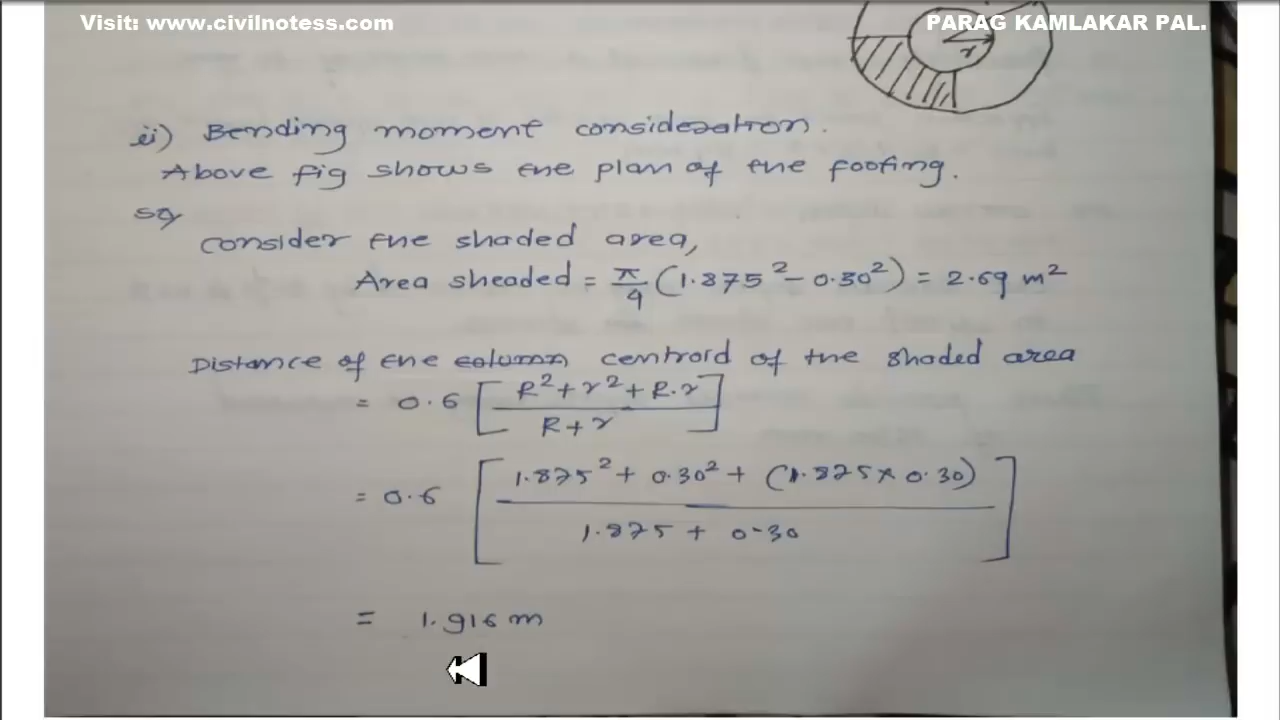 Visit: www.civilnotess.com
PARAG KAMLAKAR PAL.
r
ii) Bending moment consideration.
Above fig shows the plan of the footing.
so,
Consider the shaded area,
Area sheaded = π/4 (1.875² - 0.30²) = 2.69 m²
Distance of the column centroid of the shaded area
= 0.6 [ R² + r² + R.r / R + r ]
= 0.6 [ 1.875² + 0.30² + (1.875 x 0.30) / 1.875 + 0.30 ]
= 1.916 m